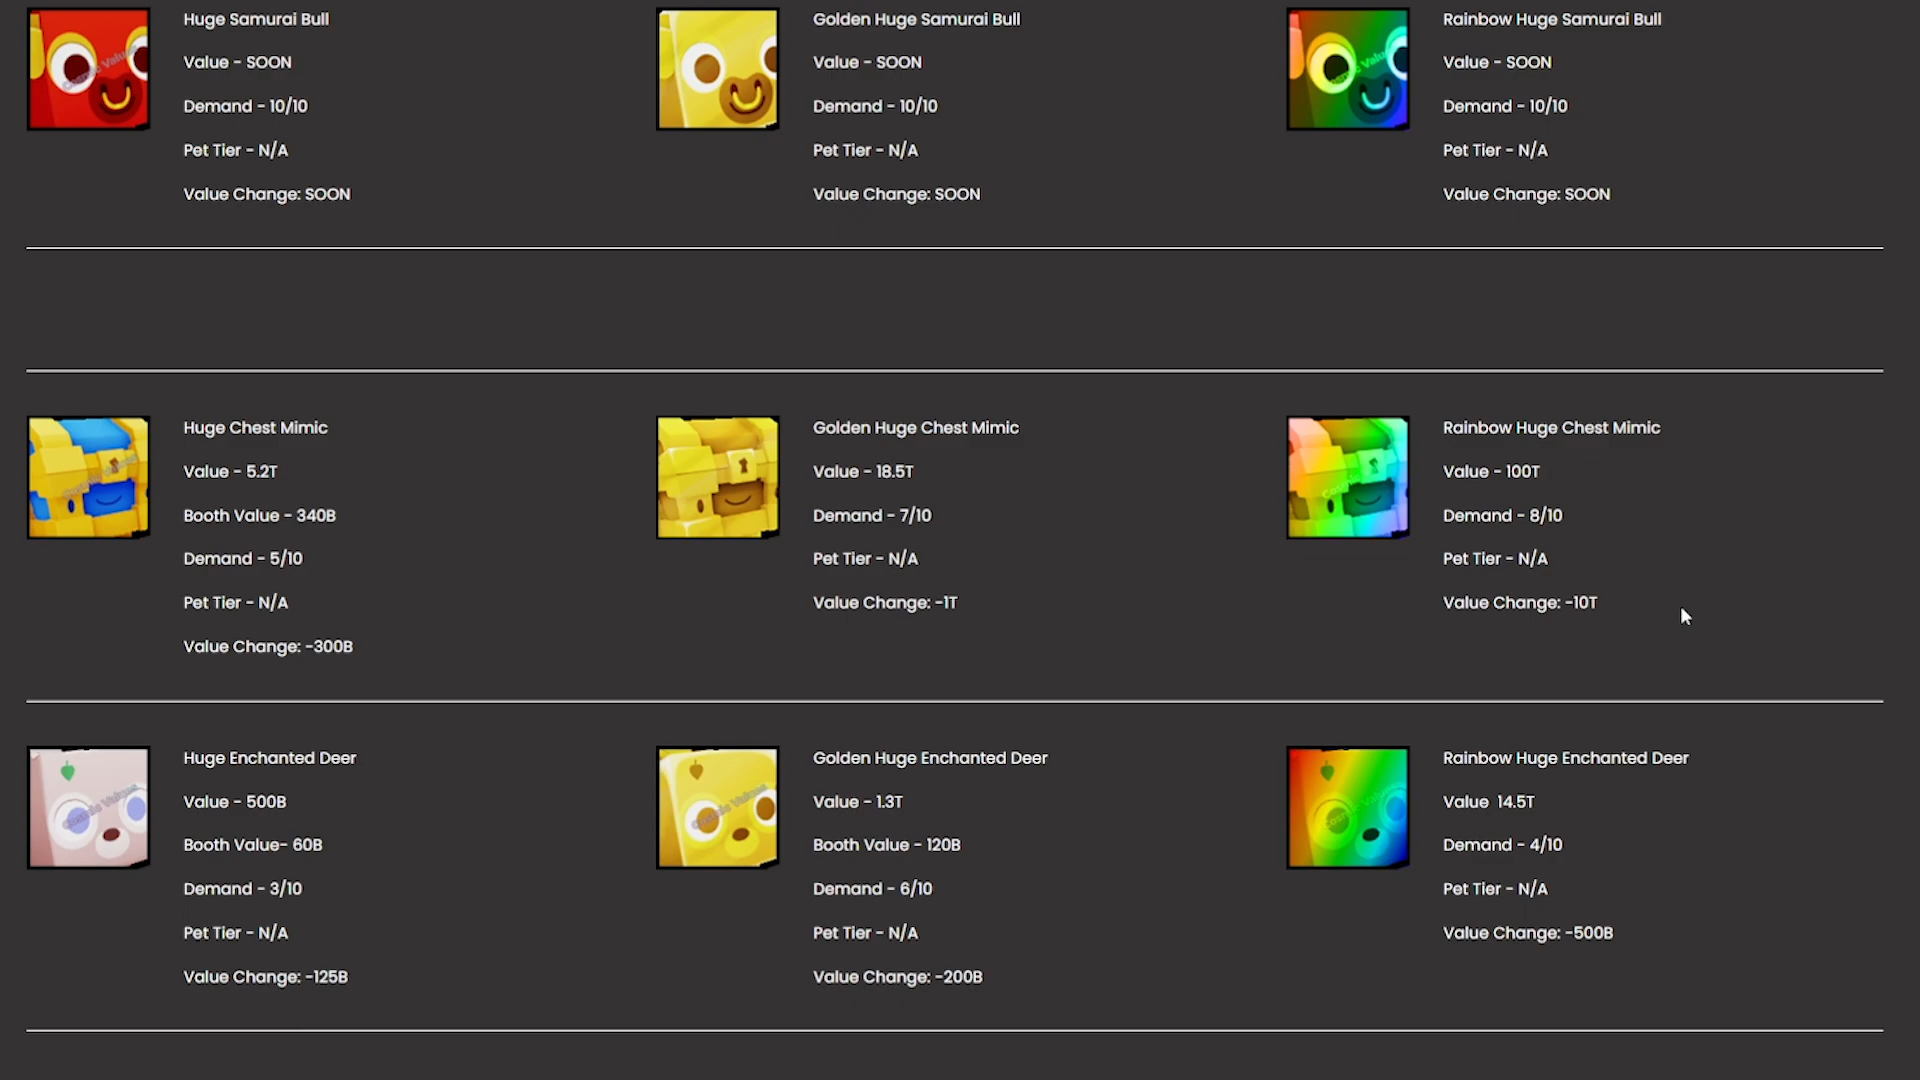 Huge Samurai Bull
Value - SOON
Demand - 10/10
Pet Tier - N/A
Value Change: SOON
Golden Huge Samurai Bull
Value - SOON
Demand - 10/10
Pet Tier - N/A
Value Change: SOON
Rainbow Huge Samurai Bull
Value - SOON
Demand - 10/10
Pet Tier - N/A
Value Change: SOON
Huge Chest Mimic
Value - 5.2T
Booth Value - 340B
Demand - 5/10
Pet Tier - N/A
Value Change: -300B
Golden Huge Chest Mimic
Value - 18.5T
Demand - 7/10
Pet Tier - N/A
Value Change: -1T
Rainbow Huge Chest Mimic
Value - 100T
Demand - 8/10
Pet Tier - N/A
Value Change: -10T
Huge Enchanted Deer
Value - 500B
Booth Value- 60B
Demand - 3/10
Pet Tier - N/A
Value Change: -125B
Cosmic Values
Golden Huge Enchanted Deer
Value - 1.3T
Booth Value - 120B
Demand - 6/10
Pet Tier - N/A
Value Change: -200B
Cosmic Values
Rainbow Huge Enchanted Deer
Value 14.5T
Demand - 4/10
Pet Tier - N/A
Value Change: -500B